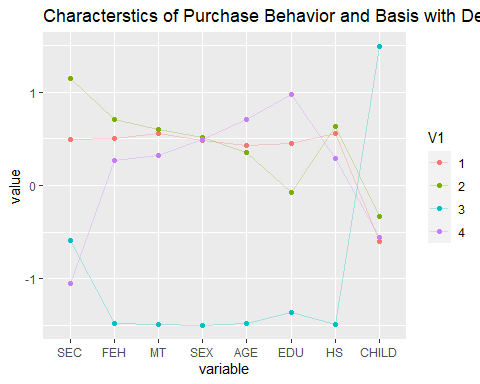 Characterstics of Purchase Behavior and Basis with De
value
1
0
-1
SEC FEH MT SEX AGE EDU HS CHILD
variable
V1
1
2
3
4